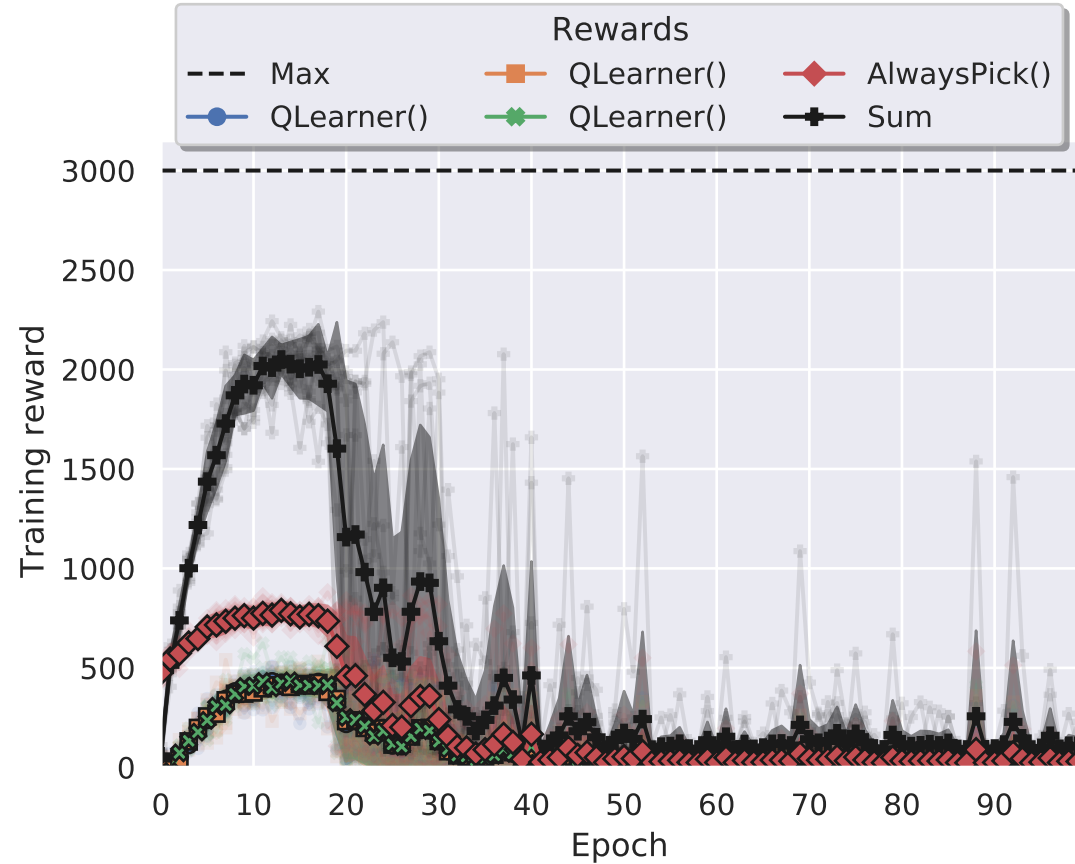 Rewards
Max QLearner() AlwaysPick()
QLearner() QLearner() Sum
3000
2500
2000
1500
1000
500
0
Training reward
0 10 20 30 40 50 60 70 80 90
Epoch